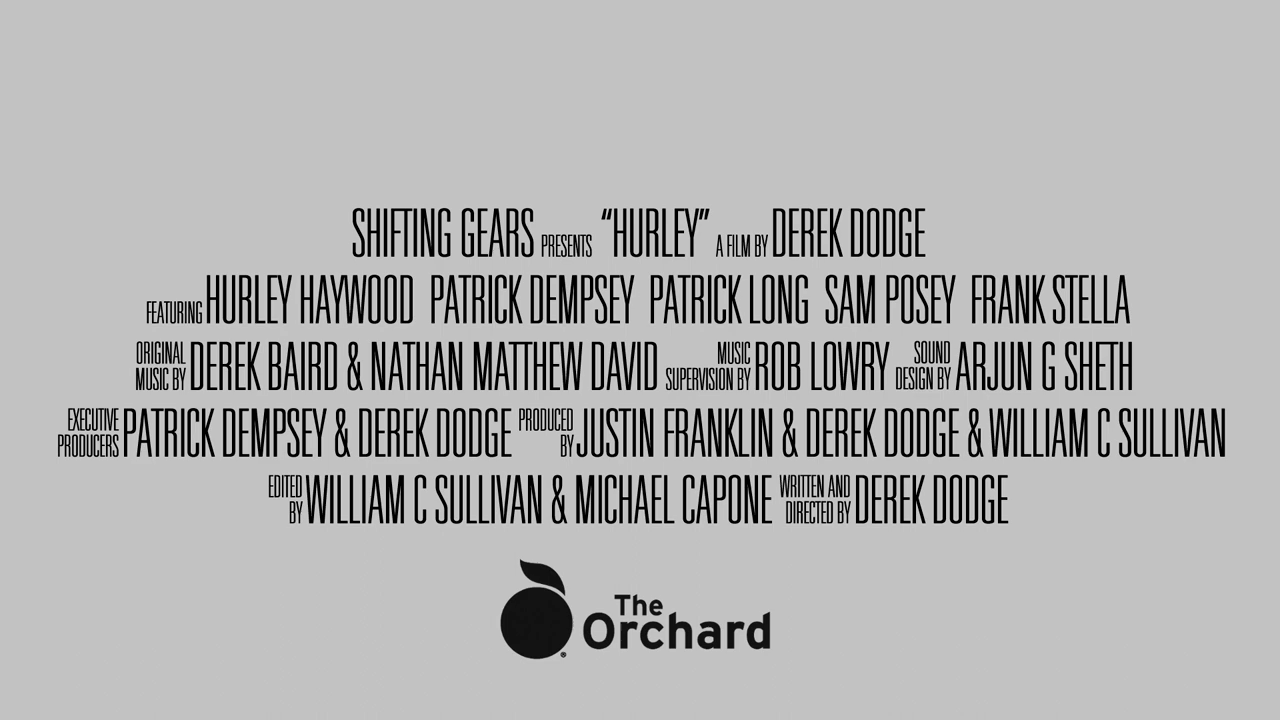 SHIFTING GEARS PRESENTS “HURLEY” A FILM BY DEREK DODGE
FEATURING HURLEY HAYWOOD PATRICK DEMPSEY PATRICK LONG SAM POSEY FRANK STELLA
ORIGINAL MUSIC BY DEREK BAIRD & NATHAN MATTHEW DAVID MUSIC SUPERVISION BY ROB LOWRY SOUND DESIGN BY ARJUN G SHETH
EXECUTIVE PRODUCERS PATRICK DEMPSEY & DEREK DODGE PRODUCED BY JUSTIN FRANKLIN & DEREK DODGE & WILLIAM C SULLIVAN
EDITED BY WILLIAM C SULLIVAN & MICHAEL CAPONE WRITTEN AND DIRECTED BY DEREK DODGE
The
Orchard
®